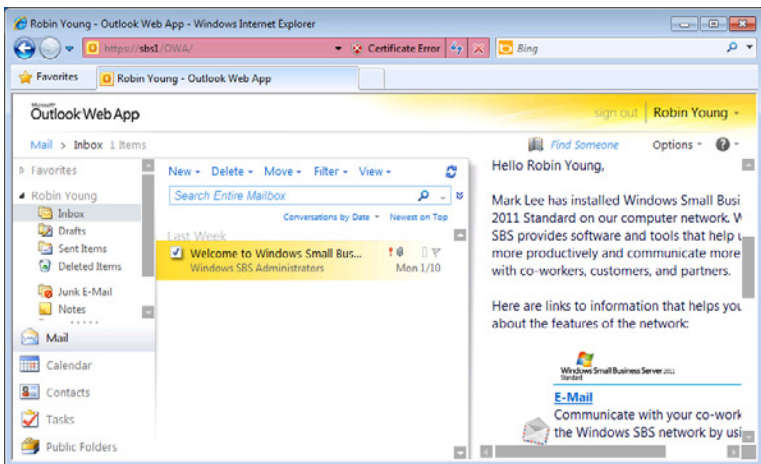 Robin Young - Outlook Web App - Windows Internet Explorer
https://sbs1/OWA/ Certificate Error Bing
Favorites Robin Young - Outlook Web App
Microsoft
Outlook Web App sign out Robin Young
Mail > Inbox 1 Items Find Someone Options
Favorites
Robin Young
Inbox
Drafts
Sent Items
Deleted Items
Junk E-Mail
Notes
Mail
Calendar
Contacts
Tasks
Public Folders
New Delete Move Filter View
Search Entire Mailbox
Conversations by Date Newest on Top
Last Week
Welcome to Windows Small Bus...
Windows SBS Administrators Mon 1/10
Hello Robin Young,
Mark Lee has installed Windows Small Busi
2011 Standard on our computer network.
SBS provides software and tools that help
more productively and communicate more
with co-workers, customers, and partners.
Here are links to information that helps you
about the features of the network:
Windows Small Business Server 2011
Standard
E-Mail
Communicate with your co-work
the Windows SBS network by usi